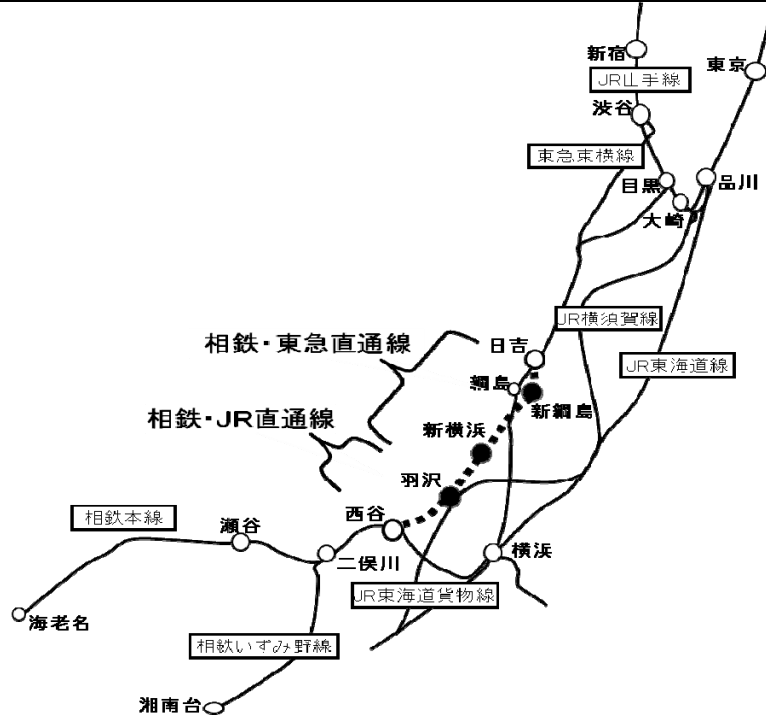 新宿
東京
JR山手線
渋谷
東急東横線
目黒
品川
大崎
JR横須賀線
相鉄・東急直通線
日吉
JR東海道線
綱島
新綱島
相鉄・JR直通線
新横浜
羽沢
相鉄本線
瀬谷
西谷
二俣川
横浜
JR東海道貨物線
海老名
相鉄いずみ野線
湘南台